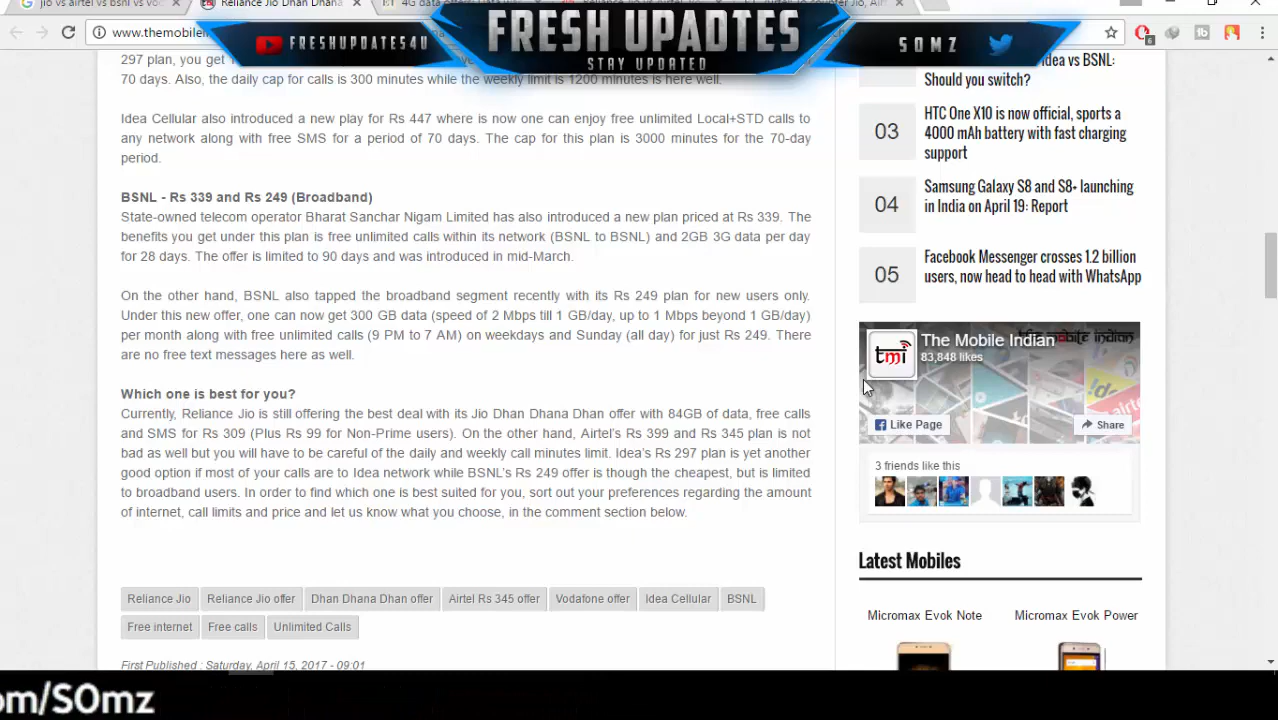 jio vs airtel vs bsnl vs voc
Reliance Jio Dhan Dhana
FRESHUPDATES4U
FRESH UPADTES
STAY UPDATED
S0MZ
www.themobilei
6
297 plan, you get 1
70 days. Also, the daily cap for calls is 300 minutes while the weekly limit is 1200 minutes is here well.
Idea Cellular also introduced a new play for Rs 447 where is now one can enjoy free unlimited Local+STD calls to
any network along with free SMS for a period of 70 days. The cap for this plan is 3000 minutes for the 70-day
period.
BSNL - Rs 339 and Rs 249 (Broadband)
State-owned telecom operator Bharat Sanchar Nigam Limited has also introduced a new plan priced at Rs 339. The
benefits you get under this plan is free unlimited calls within its network (BSNL to BSNL) and 2GB 3G data per day
for 28 days. The offer is limited to 90 days and was introduced in mid-March.
On the other hand, BSNL also tapped the broadband segment recently with its Rs 249 plan for new users only.
Under this new offer, one can now get 300 GB data (speed of 2 Mbps till 1 GB/day, up to 1 Mbps beyond 1 GB/day)
per month along with free unlimited calls (9 PM to 7 AM) on weekdays and Sunday (all day) for just Rs 249. There
are no free text messages here as well.
Which one is best for you?
Currently, Reliance Jio is still offering the best deal with its Jio Dhan Dhana Dhan offer with 84GB of data, free calls
and SMS for Rs 309 (Plus Rs 99 for Non-Prime users). On the other hand, Airtel's Rs 399 and Rs 345 plan is not
bad as well but you will have to be careful of the daily and weekly call minutes limit. Idea's Rs 297 plan is yet another
good option if most of your calls are to Idea network while BSNL's Rs 249 offer is though the cheapest, but is limited
to broadband users. In order to find which one is best suited for you, sort out your preferences regarding the amount
of internet, call limits and price and let us know what you choose, in the comment section below.
Reliance Jio
Reliance Jio offer
Dhan Dhana Dhan offer
Airtel Rs 345 offer
Vodafone offer
Idea Cellular
BSNL
Free internet
Free calls
Unlimited Calls
First Published : Saturday, April 15, 2017 - 09:01
Idea vs BSNL:
Should you switch?
03
HTC One X10 is now official, sports a
4000 mAh battery with fast charging
support
04
Samsung Galaxy S8 and S8+ launching
in India on April 19: Report
05
Facebook Messenger crosses 1.2 billion
users, now head to head with WhatsApp
tmi
The Mobile Indian
83,848 likes
Like Page
Share
3 friends like this
Latest Mobiles
Micromax Evok Note
Micromax Evok Power
om/S0mz